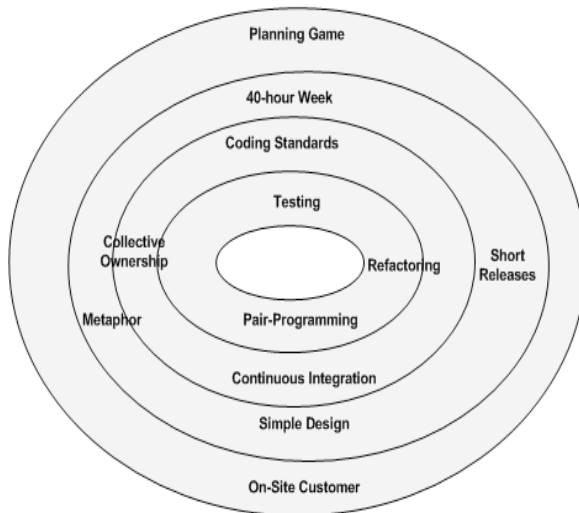 Planning Game
40-hour Week
Coding Standards
Testing
Collective
Ownership
Refactoring
Short
Releases
Metaphor
Pair-Programming
Continuous Integration
Simple Design
On-Site Customer